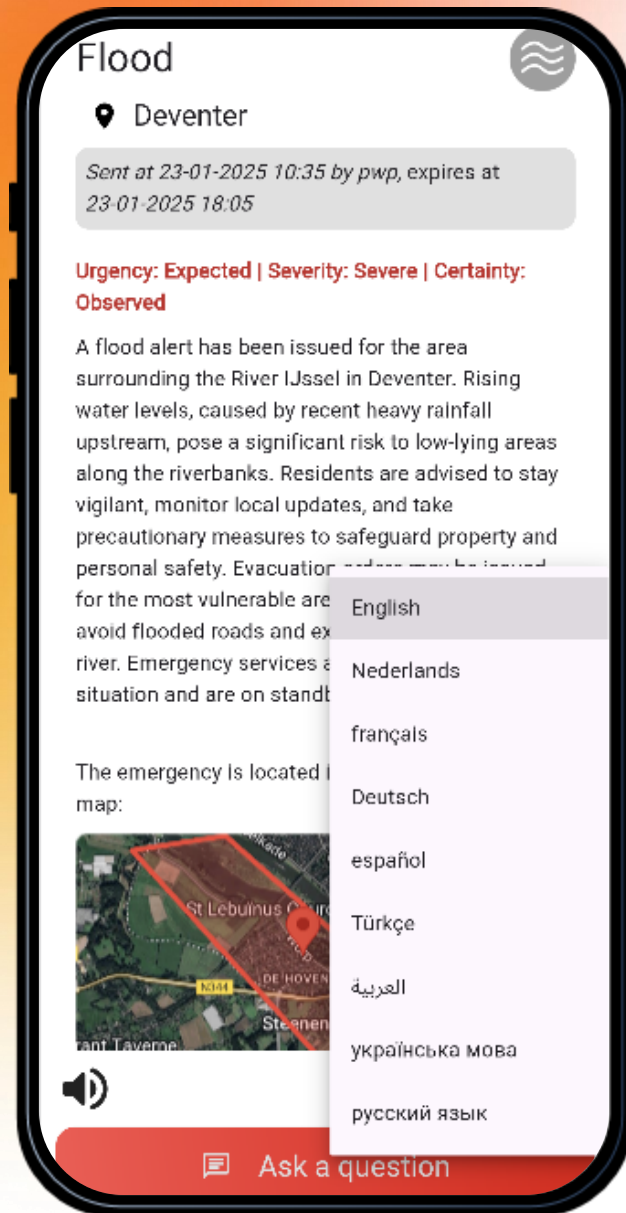 Flood
Deventer
Sent at 23-01-2025 10:35 by pwp, expires at
23-01-2025 18:05
Urgency: Expected | Severity: Severe | Certainty:
Observed
A flood alert has been issued for the area
surrounding the River IJssel in Deventer. Rising
water levels, caused by recent heavy rainfall
upstream, pose a significant risk to low-lying areas
along the riverbanks. Residents are advised to stay
vigilant, monitor local updates, and take
precautionary measures to safeguard property and
personal safety. Evacuation orders may be issued
for the most vulnerable
avoid flooded roads and
river. Emergency services
situation and are on
The emergency is located
map:
St Lebuïnus
DE HOVEN
N344
Taverne
English
Nederlands
français
Deutsch
español
Türkçe
العربية
українська мова
русский язык
Ask a question